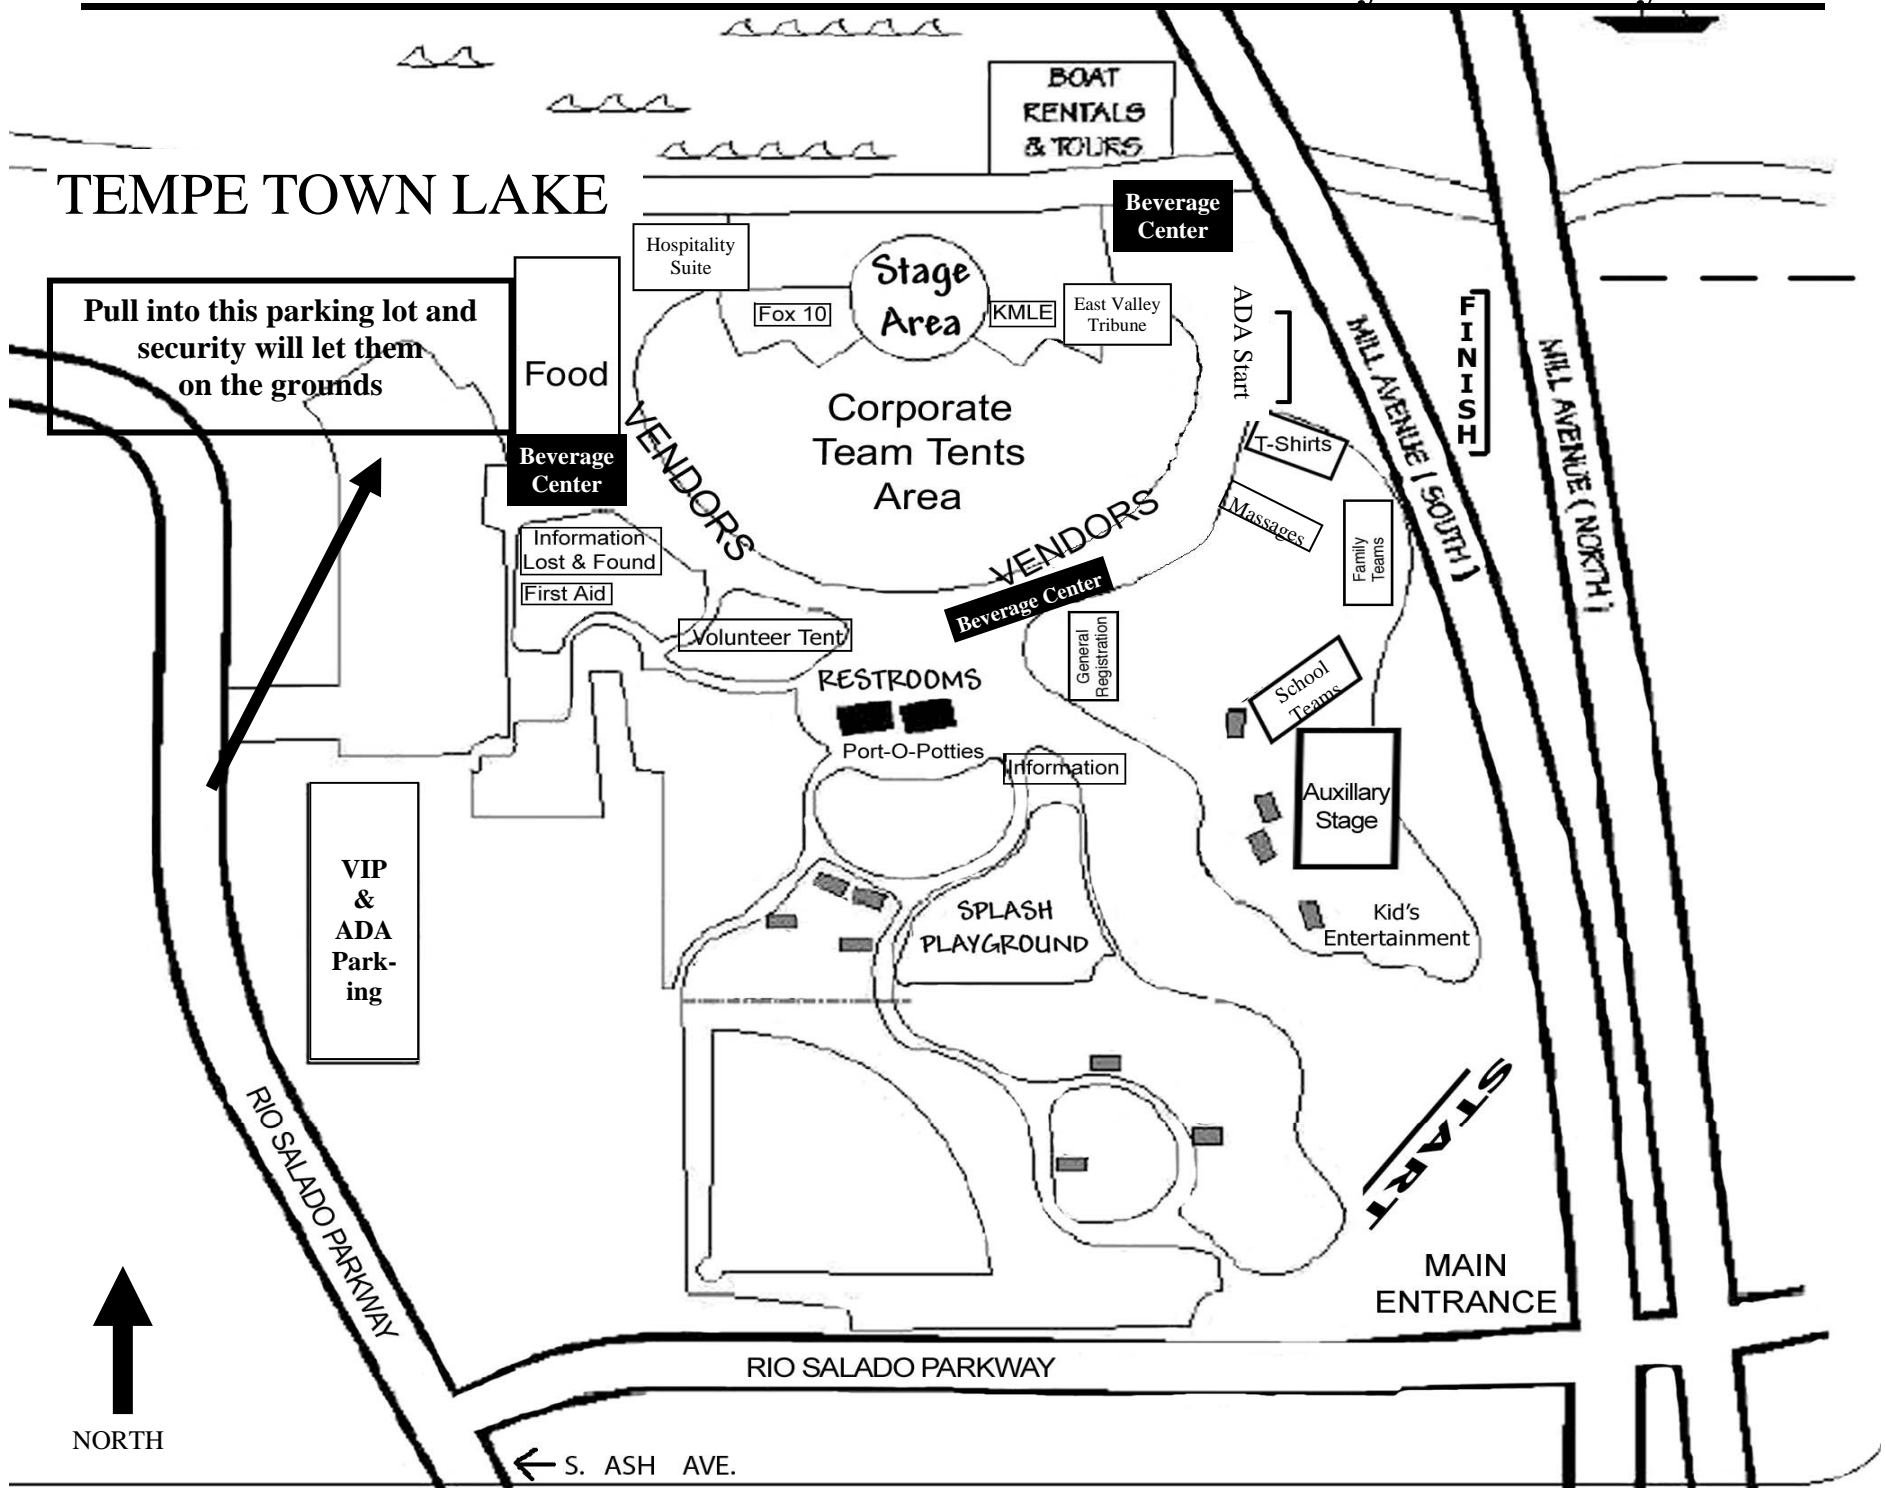 BOAT
RENTALS
& TOURS
TEMPE TOWN LAKE
Beverage
Center
Hospitality
Suite
Stage
Area
Fox 10
KMLE
East Valley
Tribune
ADA Start
FINISH
MILL AVENUE ( SOUTH )
MILL AVENUE ( NORTH )
Pull into this parking lot and
security will let them
on the grounds
Food
Corporate
Team Tents
Area
VENDORS
VENDORS
T-Shirts
Massages
Family
Teams
Beverage
Center
Information
Lost & Found
First Aid
Beverage Center
Volunteer Tent
General
Registration
RESTROOMS
Port-O-Potties
Information
School
Teams
Auxillary
Stage
VIP
&
ADA
Park-
ing
SPLASH
PLAYGROUND
Kid's
Entertainment
START
RIO SALADO PARKWAY
MAIN
ENTRANCE
RIO SALADO PARKWAY
NORTH
S. ASH AVE.